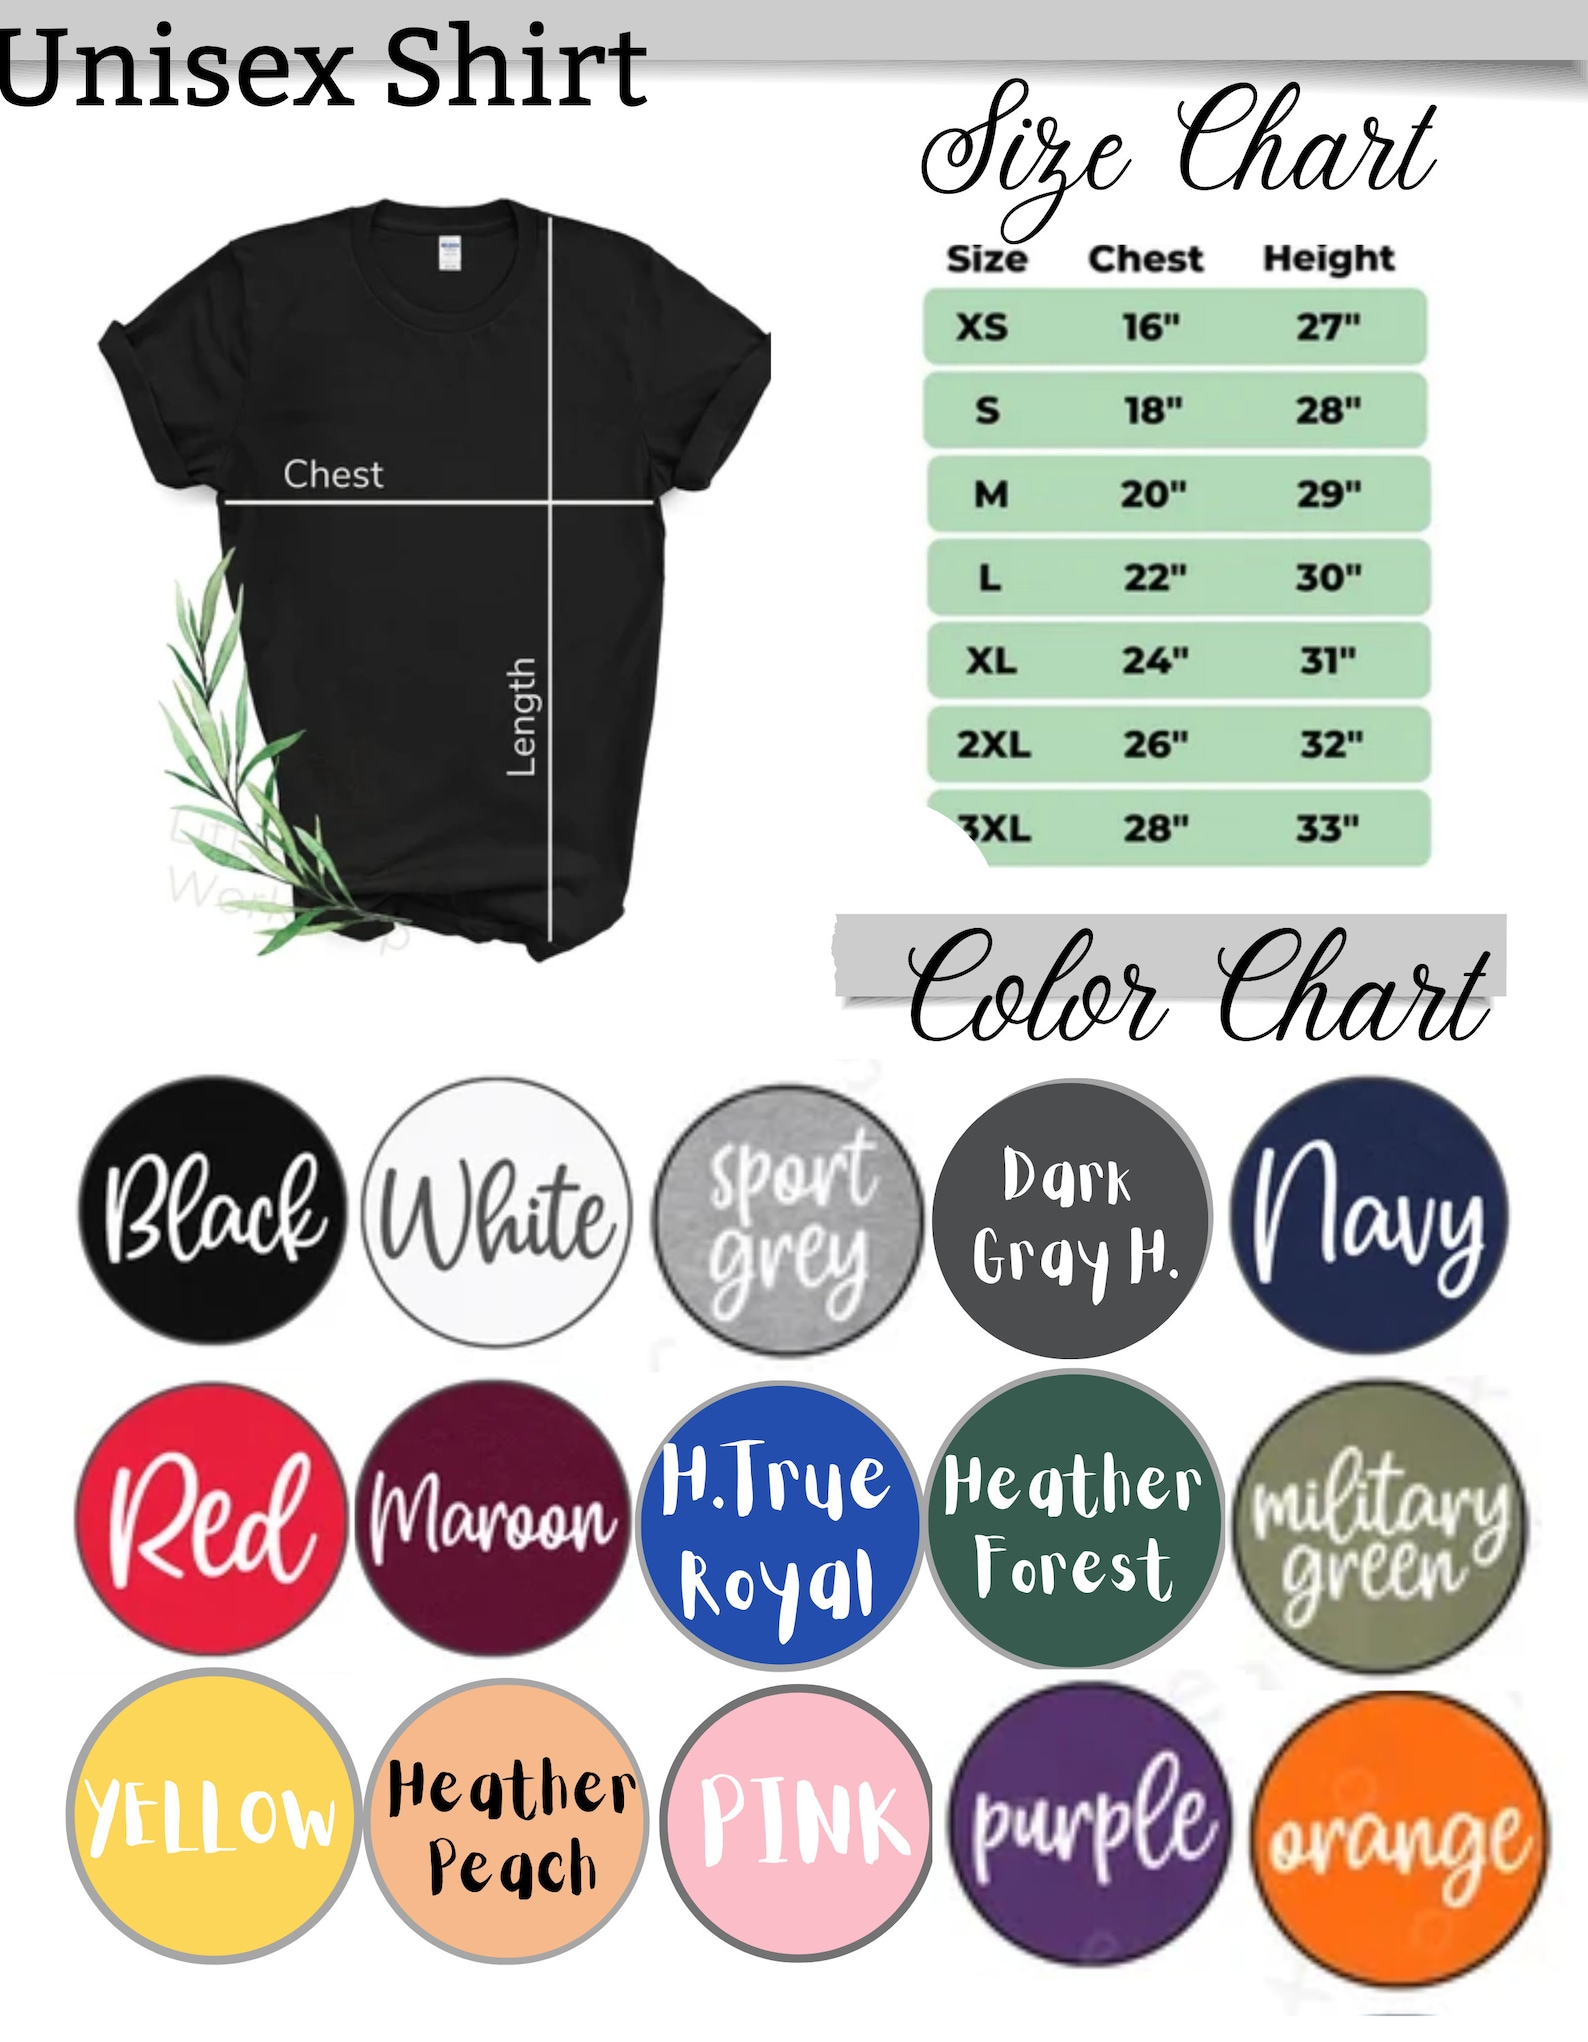 Unisex Shirt
Size Chart
Size Chest Height
XS 16" 27"
S 18" 28"
M 20" 29"
L 22" 30"
XL 24" 31"
2XL 26" 32"
3XL 28" 33"
Chest
Length
Color Chart
Black
White
sport
grey
Dark
Gray H.
Navy
Red
Maroon
H.True
Royal
Heather
Forest
military
green
YELLOW
Heather
Peach
PINK
purple
orange